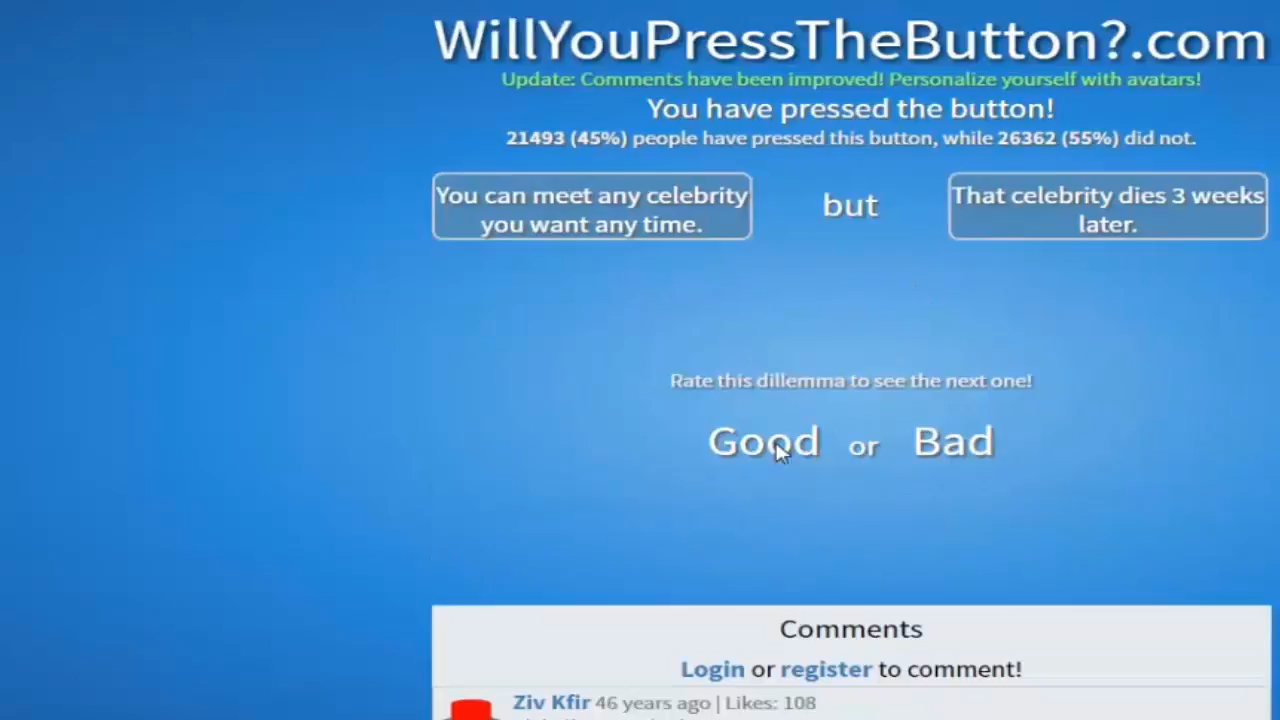 WillYouPressTheButton?.com
Update: Comments have been improved! Personalize yourself with avatars!
You have pressed the button!
21493 (45%) people have pressed this button, while 26362 (55%) did not.
You can meet any celebrity
you want any time.
but
That celebrity dies 3 weeks
later.
Rate this dillemma to see the next one!
Good or Bad
Comments
Login or register to comment!
Ziv Kfir 46 years ago | Likes: 108